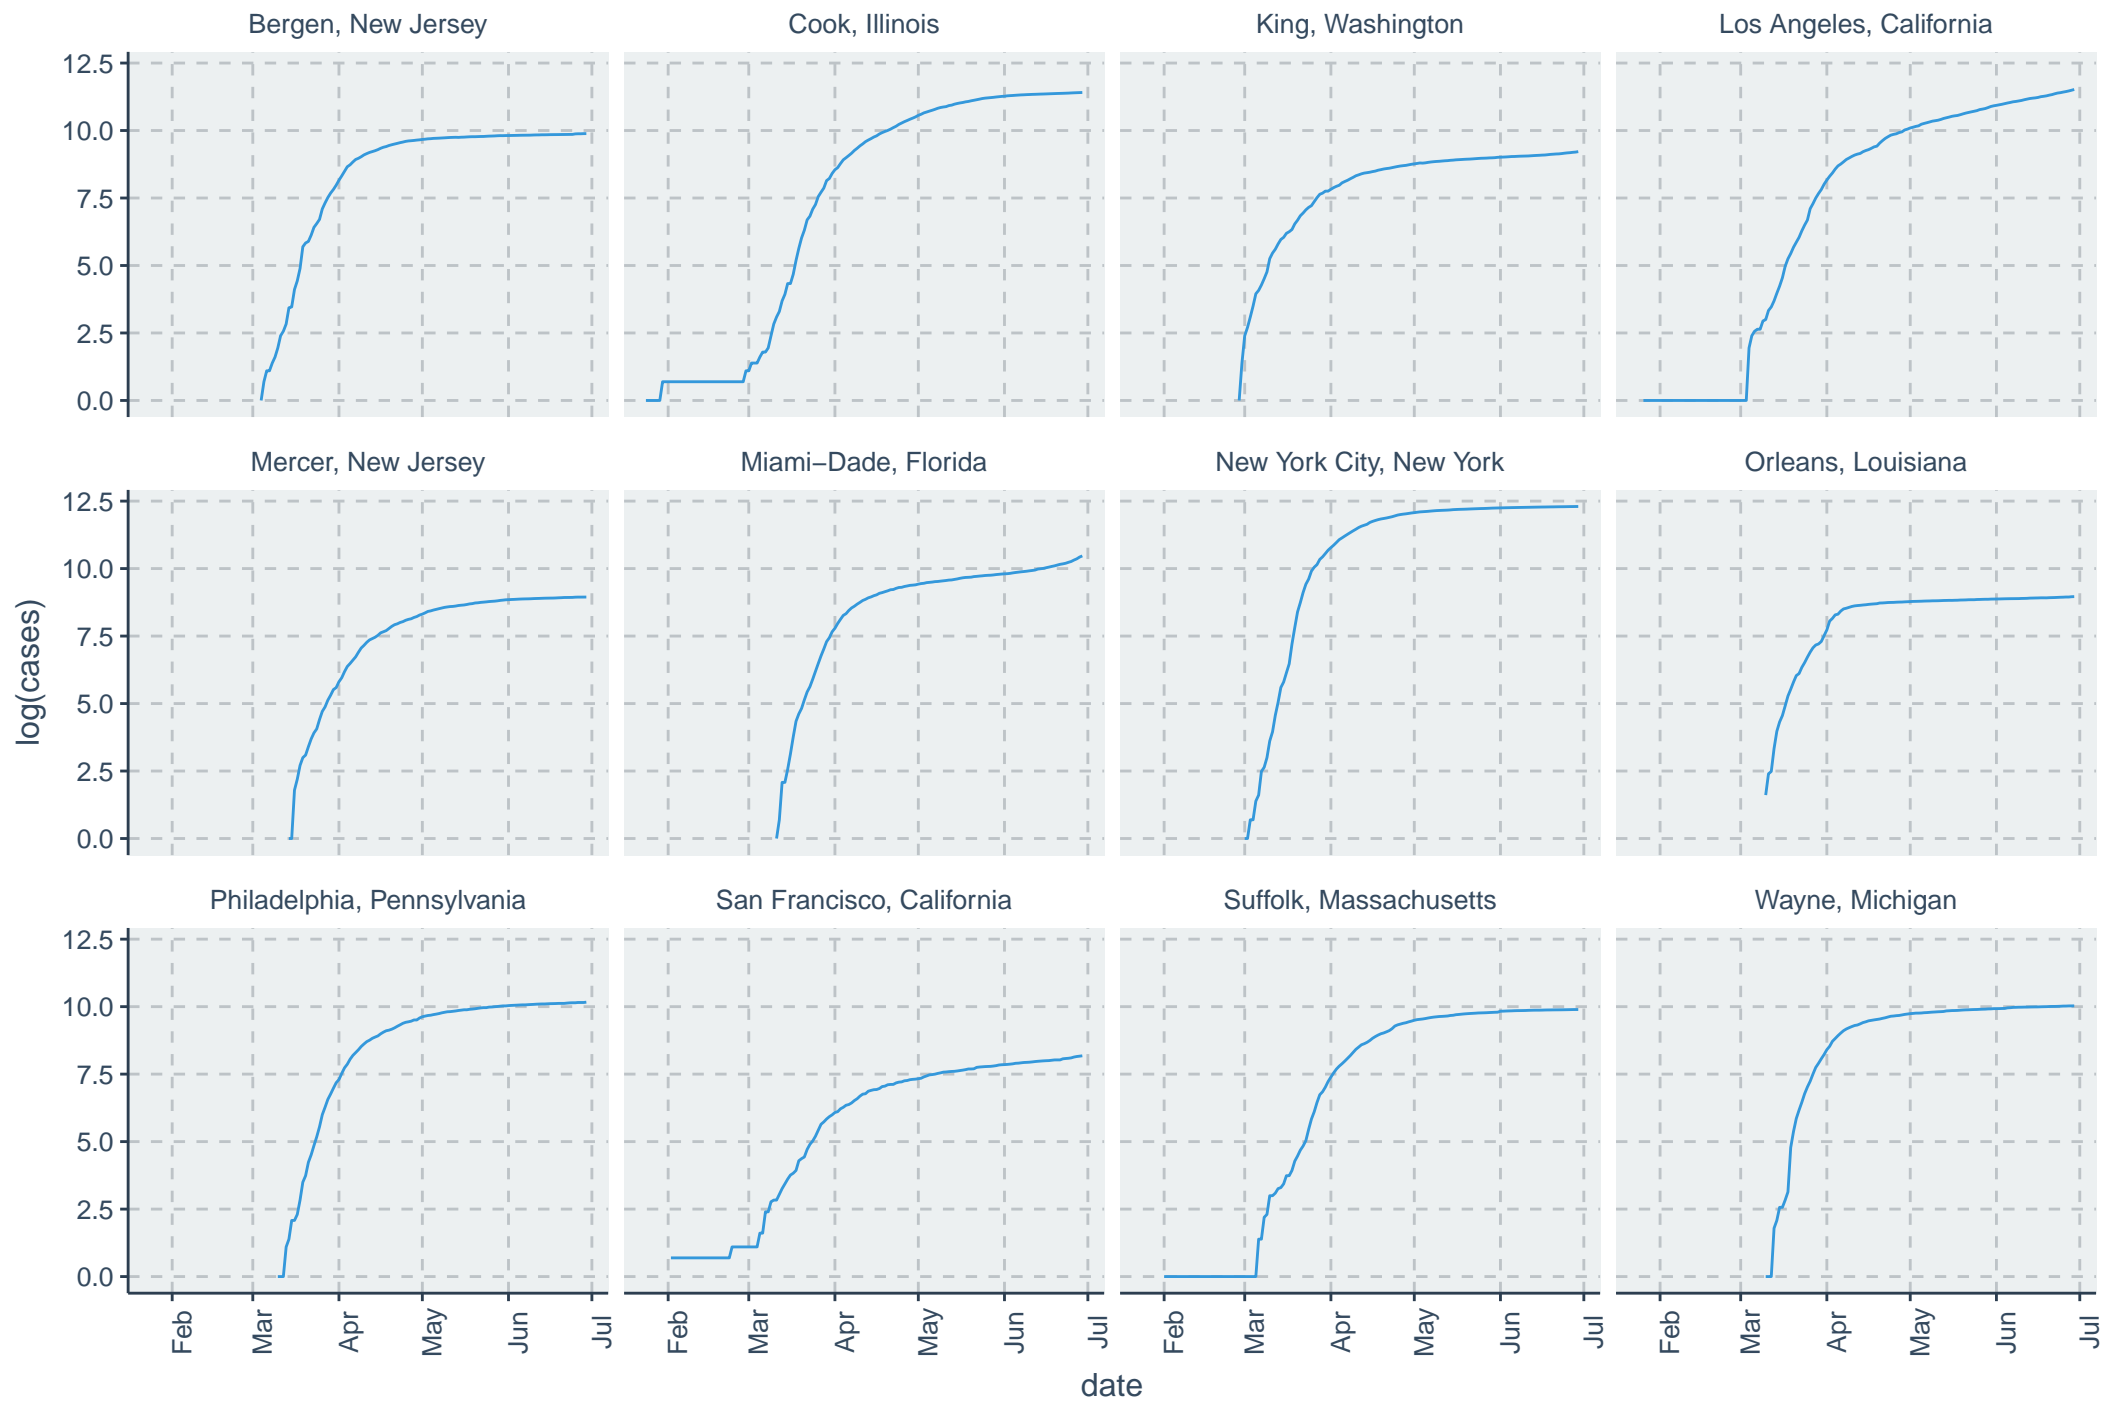 Bergen, New Jersey
Cook, Illinois
King, Washington
Los Angeles, California
12.5
10.0
7.5
5.0
2.5
0.0
Mercer, New Jersey
Miami−Dade, Florida
New York City, New York
Orleans, Louisiana
12.5
10.0
7.5
5.0
2.5
0.0
log(cases)
Philadelphia, Pennsylvania
San Francisco, California
Suffolk, Massachusetts
Wayne, Michigan
12.5
10.0
7.5
5.0
2.5
0.0
Feb
Mar
Apr
May
Jun
Jul
Feb
Mar
Apr
May
Jun
Jul
Feb
Mar
Apr
May
Jun
Jul
Feb
Mar
Apr
May
Jun
Jul
date